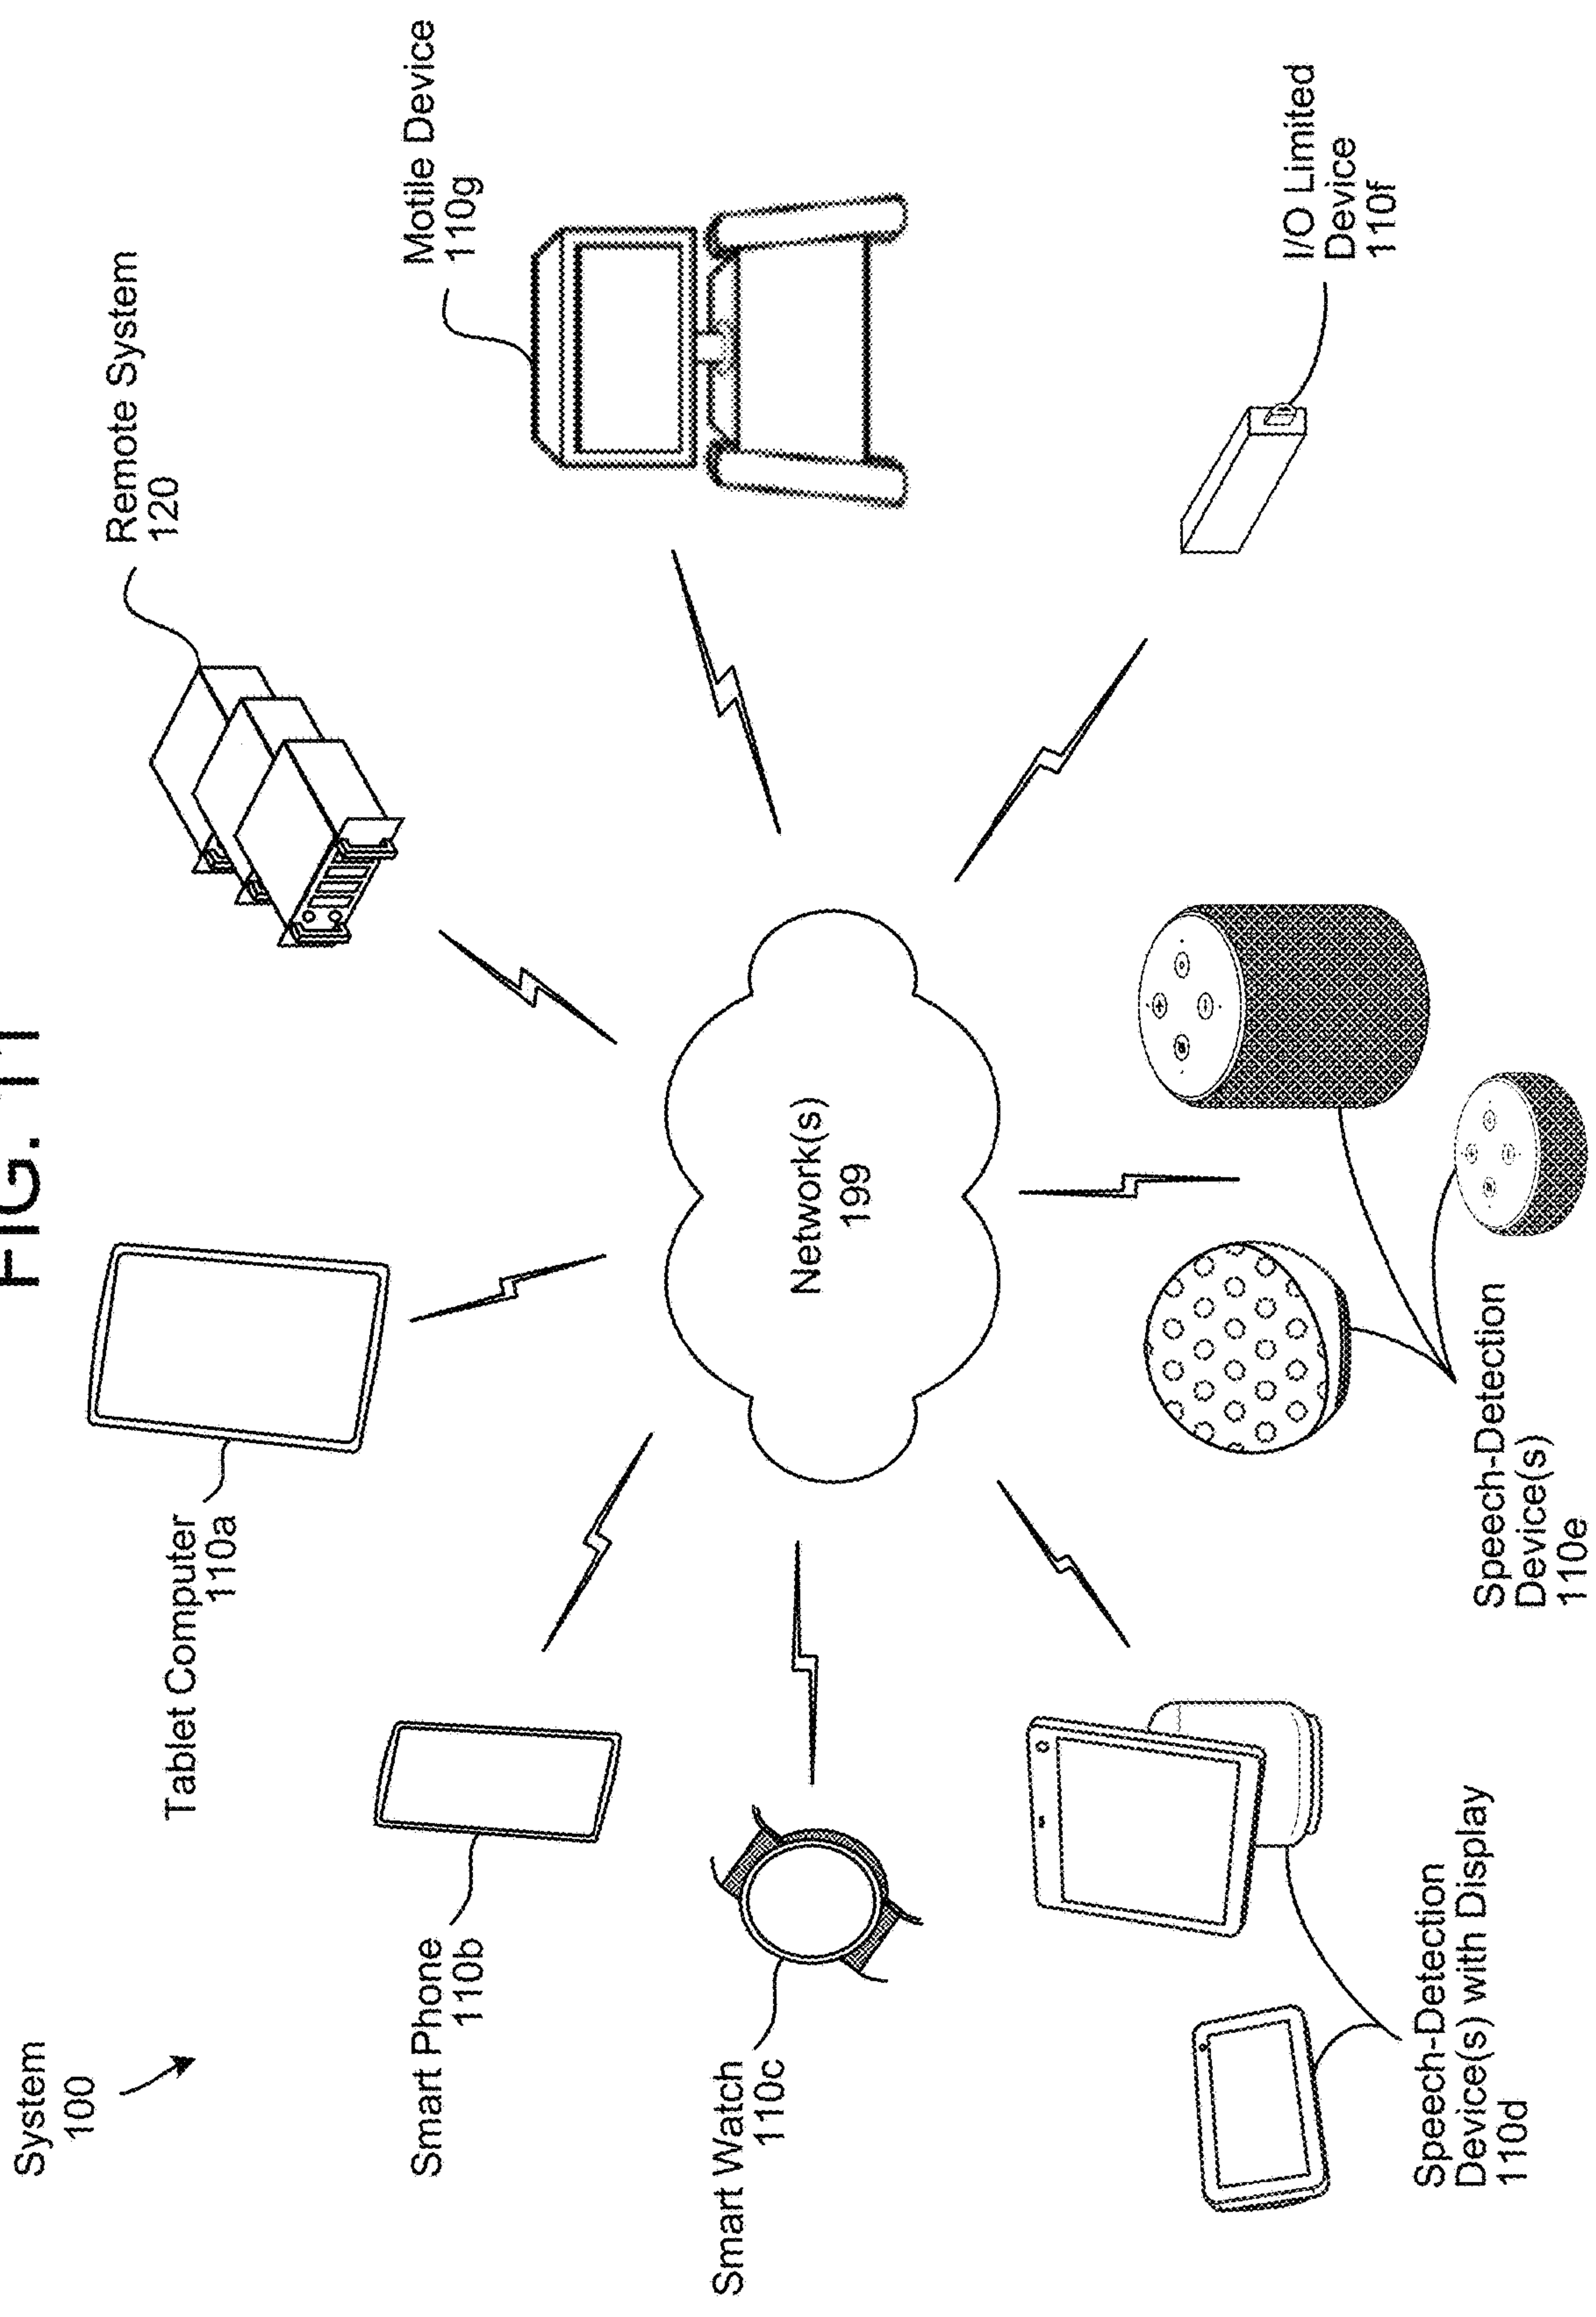 FIG. 11
System
100
Tablet Computer
110a
Remote System
120
Smart Phone
110b
Motile Device
110g
Smart Watch
110c
Network(s)
199
I/O Limited
Device
110f
Speech-Detection
Device(s) with Display
110d
Speech-Detection
Device(s)
110e